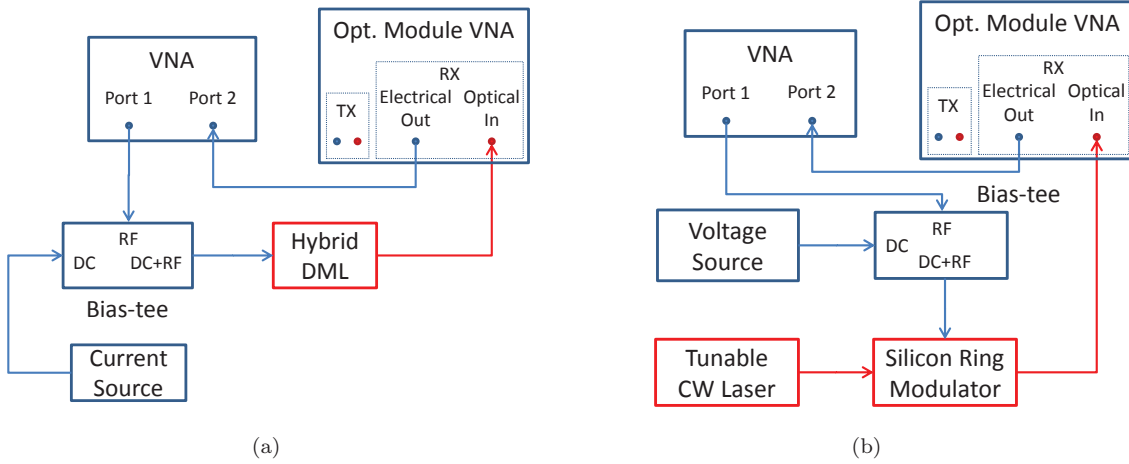 Opt. Module VNA
VNA
Port 1
Port 2
TX
RX
Electrical
Out
Optical
In
RF
DC
DC+RF
Bias-tee
Hybrid
DML
Current
Source
(a)
Opt. Module VNA
VNA
Port 1
Port 2
TX
RX
Electrical
Out
Optical
In
Bias-tee
Voltage
Source
RF
DC
DC+RF
Tunable
CW Laser
Silicon Ring
Modulator
(b)